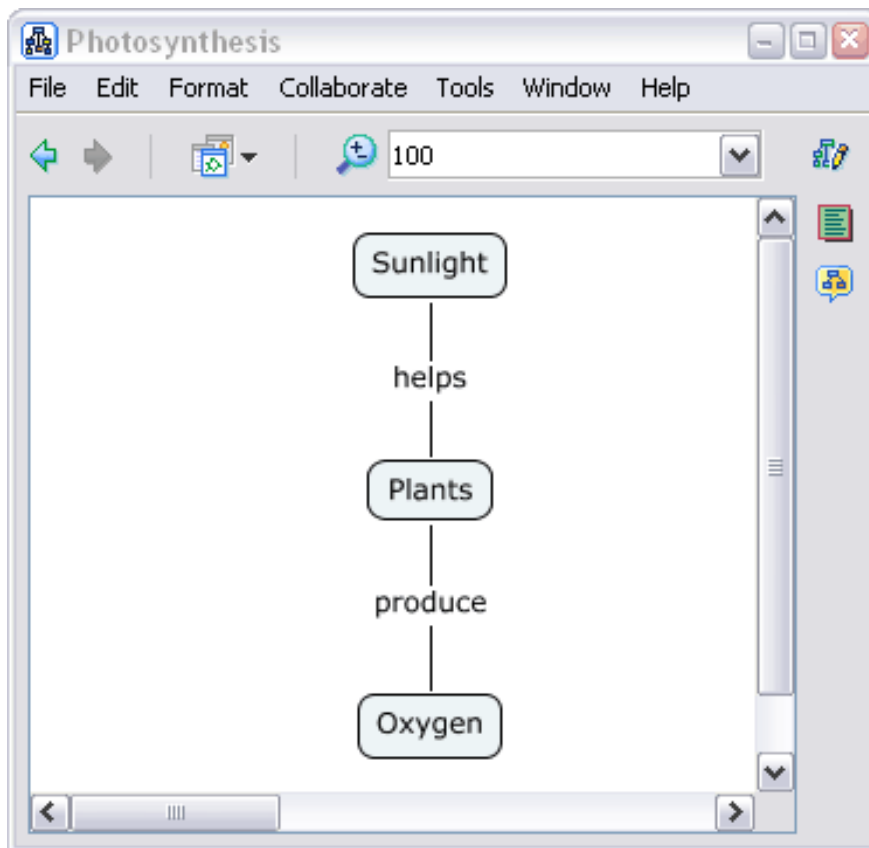 Photosynthesis
File Edit Format Collaborate Tools Window Help
100
Sunlight
helps
Plants
produce
Oxygen